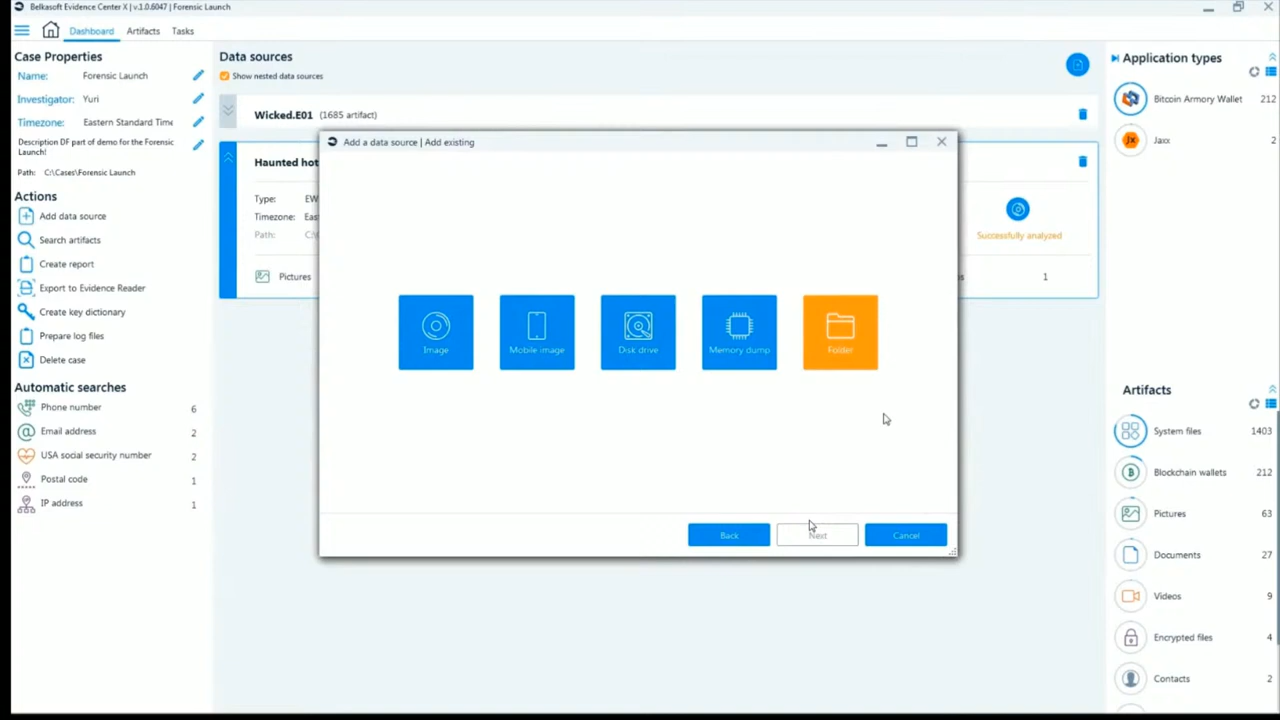 Belkasoft Evidence Center X | v.1.0.6047 | Forensic Launch
Dashboard Artifacts Tasks
Case Properties
Name: Forensic Launch
Investigator: Yuri
Timezone: Eastern Standard Time
Description DF part of demo for the Forensic
Launch!
Path: C:\Cases\Forensic Launch
Actions
Add data source
Search artifacts
Create report
Export to Evidence Reader
Create key dictionary
Prepare log files
Delete case
Automatic searches
Phone number 6
Email address 2
USA social security number 2
Postal code 1
IP address 1
Data sources
Show nested data sources
Wicked.E01 (1685 artifact)
Haunted hot
Type: EW
Timezone: Eas
Path: C:\
Pictures
Successfully analyzed
1
Add a data source | Add existing
Image
Mobile image
Disk drive
Memory dump
Folder
Back
Next
Cancel
Application types
Bitcoin Armory Wallet 212
Jx
Jaxx 2
Artifacts
System files 1403
Blockchain wallets 212
Pictures 63
Documents 27
Videos 9
Encrypted files 4
Contacts 2